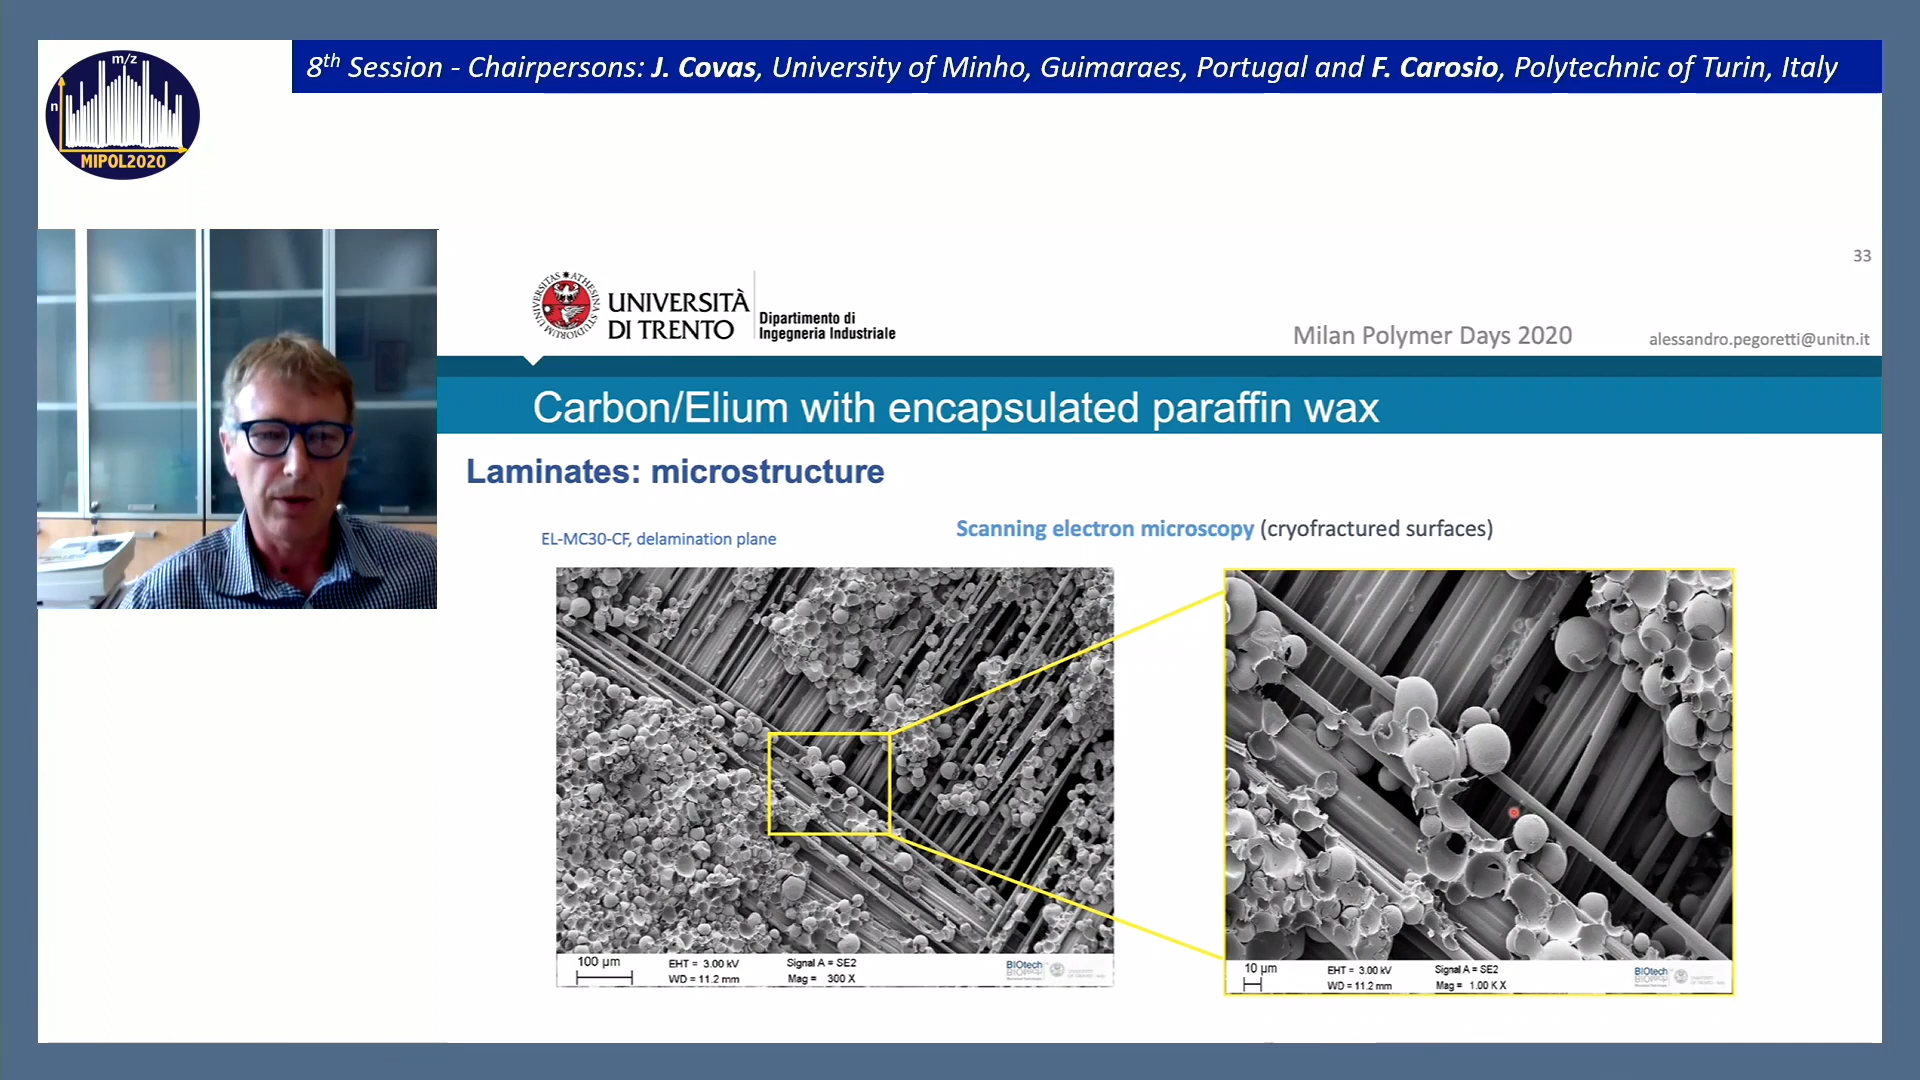 8th Session - Chairpersons: J. Covas, University of Minho, Guimaraes, Portugal and F. Carosio, Polytechnic of Turin, Italy
m/z
n
MIPOL2020
33
UNIVERSITÀ
DI TRENTO
Dipartimento di
Ingegneria Industriale
Milan Polymer Days 2020
alessandro.pegoretti@unitn.it
Carbon/Elium with encapsulated paraffin wax
Laminates: microstructure
EL-MC30-CF, delamination plane
Scanning electron microscopy (cryofractured surfaces)
100 µm
EHT = 3.00 kV
Signal A = SE2
WD = 11.2 mm
Mag = 300 X
BIOtech
10 µm
EHT = 3.00 kV
Signal A = SE2
WD = 11.2 mm
Mag = 1.00 K X
BIOtech